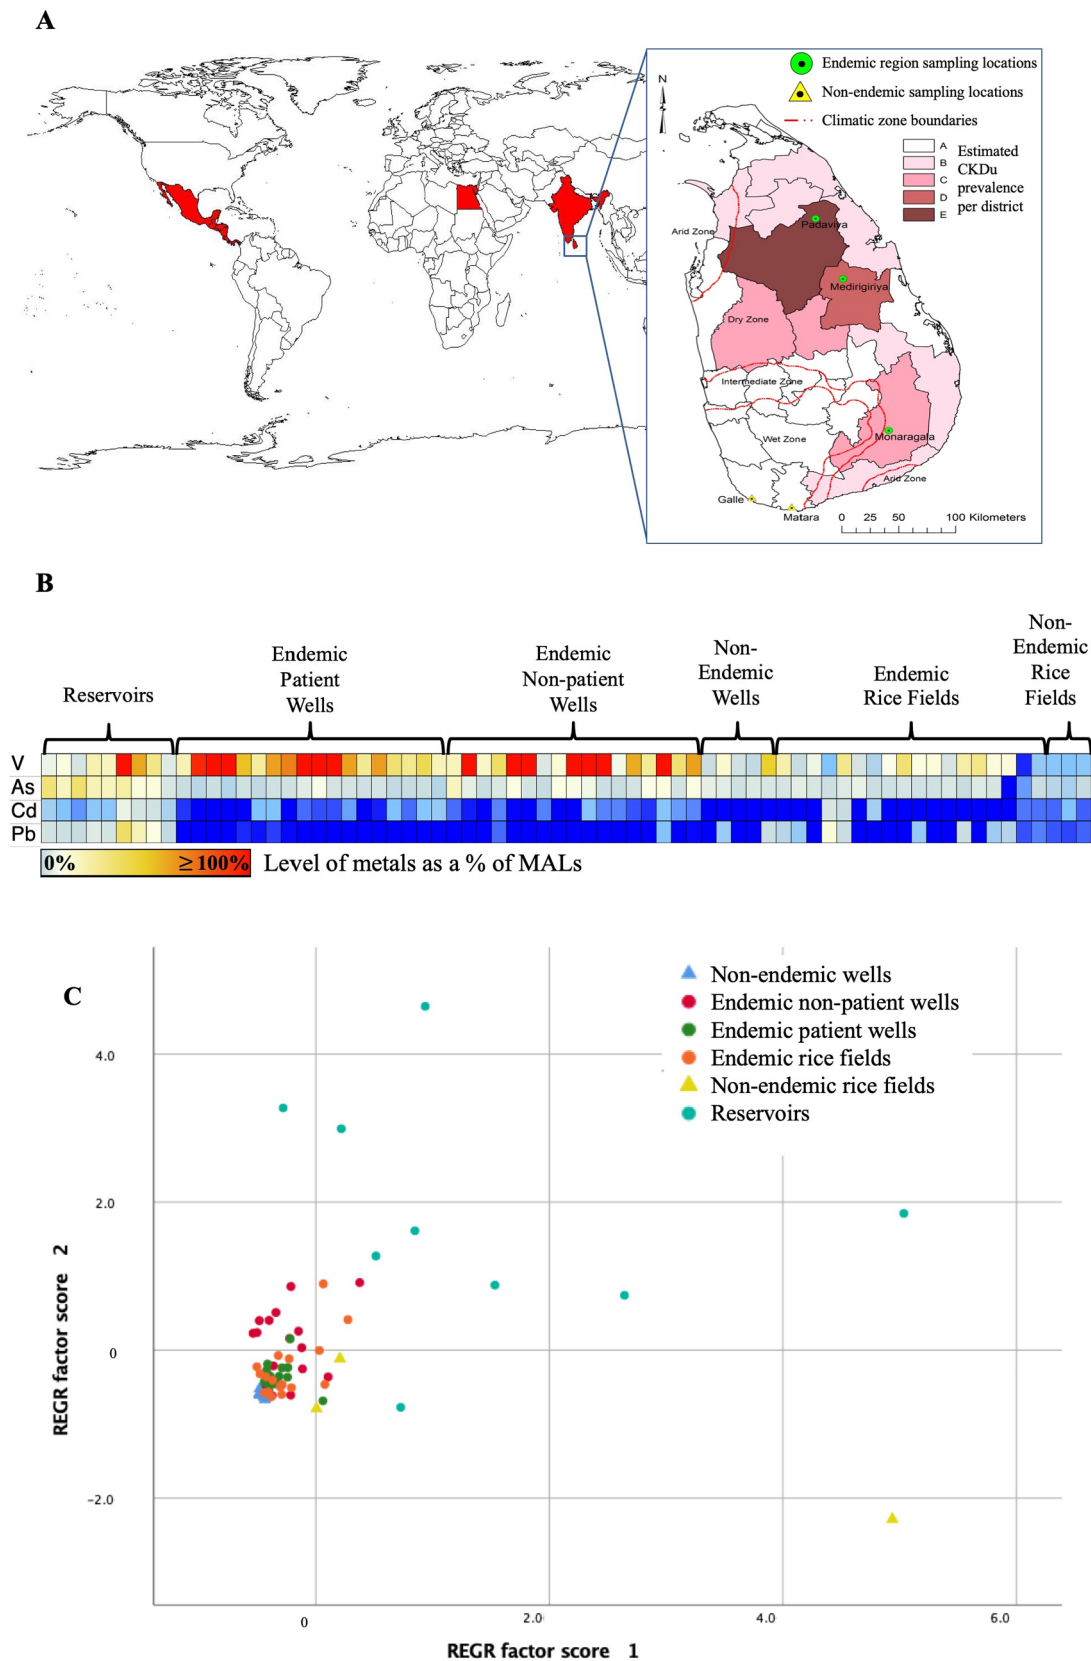 A
Endemic region sampling locations
Non-endemic sampling locations
Climatic zone boundaries
N
A
B
C
D
E
Estimated
CKDu
prevalence
per district
Padaviya
Arid Zone
Medirigiriya
Dry Zone
Intermediate Zone
Wet Zone
Monaragala
Arid Zone
Galle
Matara
0 25 50 100 Kilometers
B
Reservoirs
Endemic
Patient
Wells
Endemic
Non-patient
Wells
Non-
Endemic
Wells
Endemic
Rice Fields
Non-
Endemic
Rice
Fields
V
As
Cd
Pb
0% ≥100% Level of metals as a % of MALs
C
Non-endemic wells
Endemic non-patient wells
Endemic patient wells
Endemic rice fields
Non-endemic rice fields
Reservoirs
4.0
2.0
0
-2.0
REGR factor score 2
0 2.0 4.0 6.0
REGR factor score 1